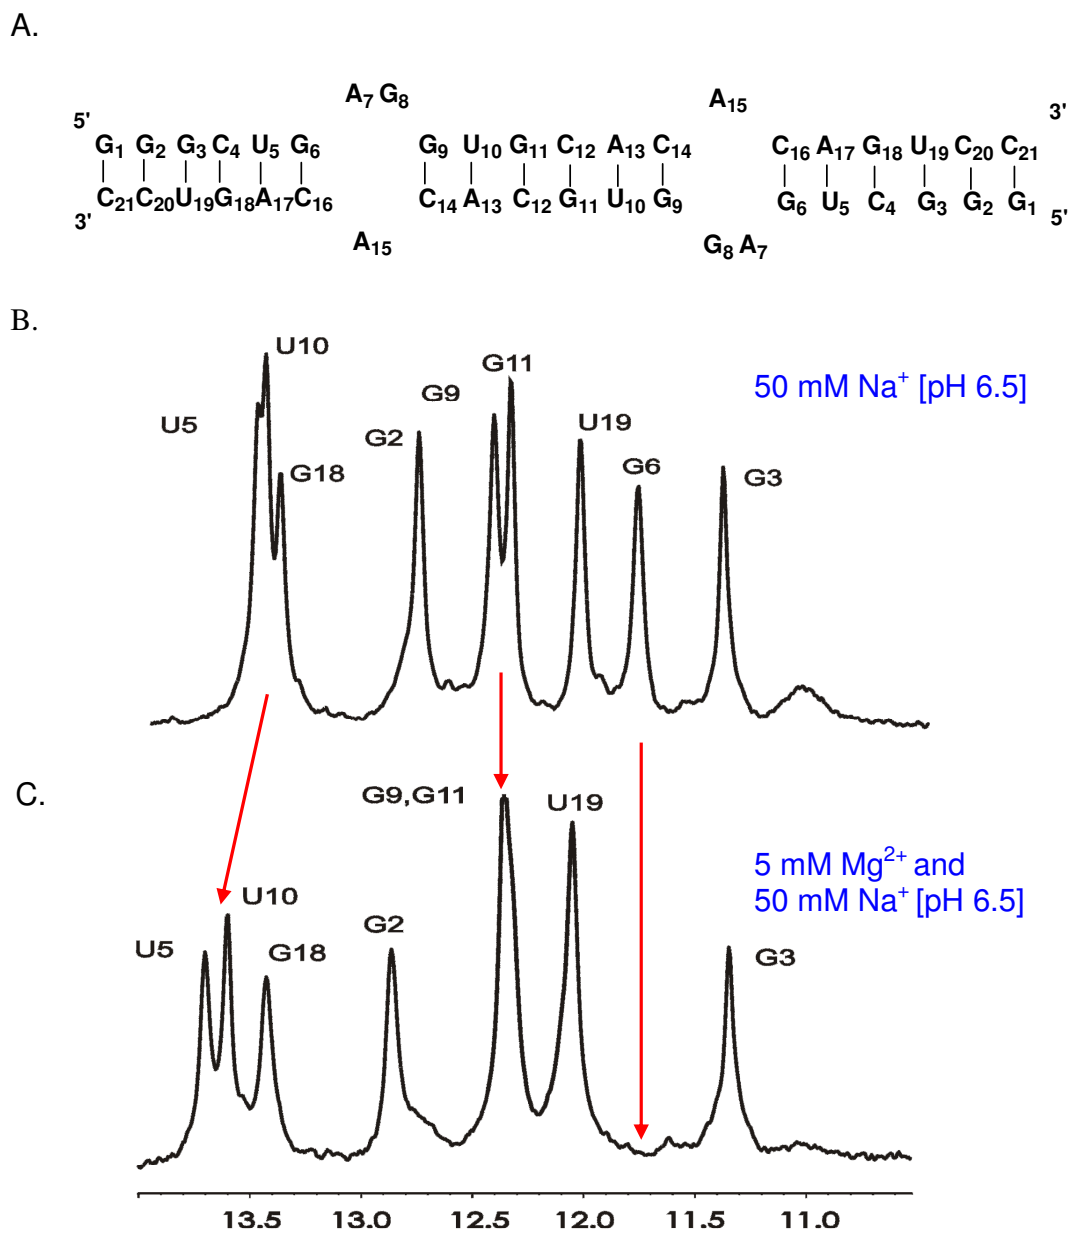 A.
A7 G8 A15
5' 3'
G1 G2 G3 C4 U5 G6 G9 U10 G11 C12 A13 C14 C16 A17 G18 U19 C20 C21
C21 C20 U19 G18 A17 C16 C14 A13 C12 G11 U10 G9 G6 U5 C4 G3 G2 G1
3' 5'
A15 G8 A7
B.
U10
G11
50 mM Na+ [pH 6.5]
G9
U5
G2
U19
G18
G6
G3
C.
G9,G11
U19
5 mM Mg2+ and
50 mM Na+ [pH 6.5]
U10
U5
G18
G2
G3
13.5 13.0 12.5 12.0 11.5 11.0